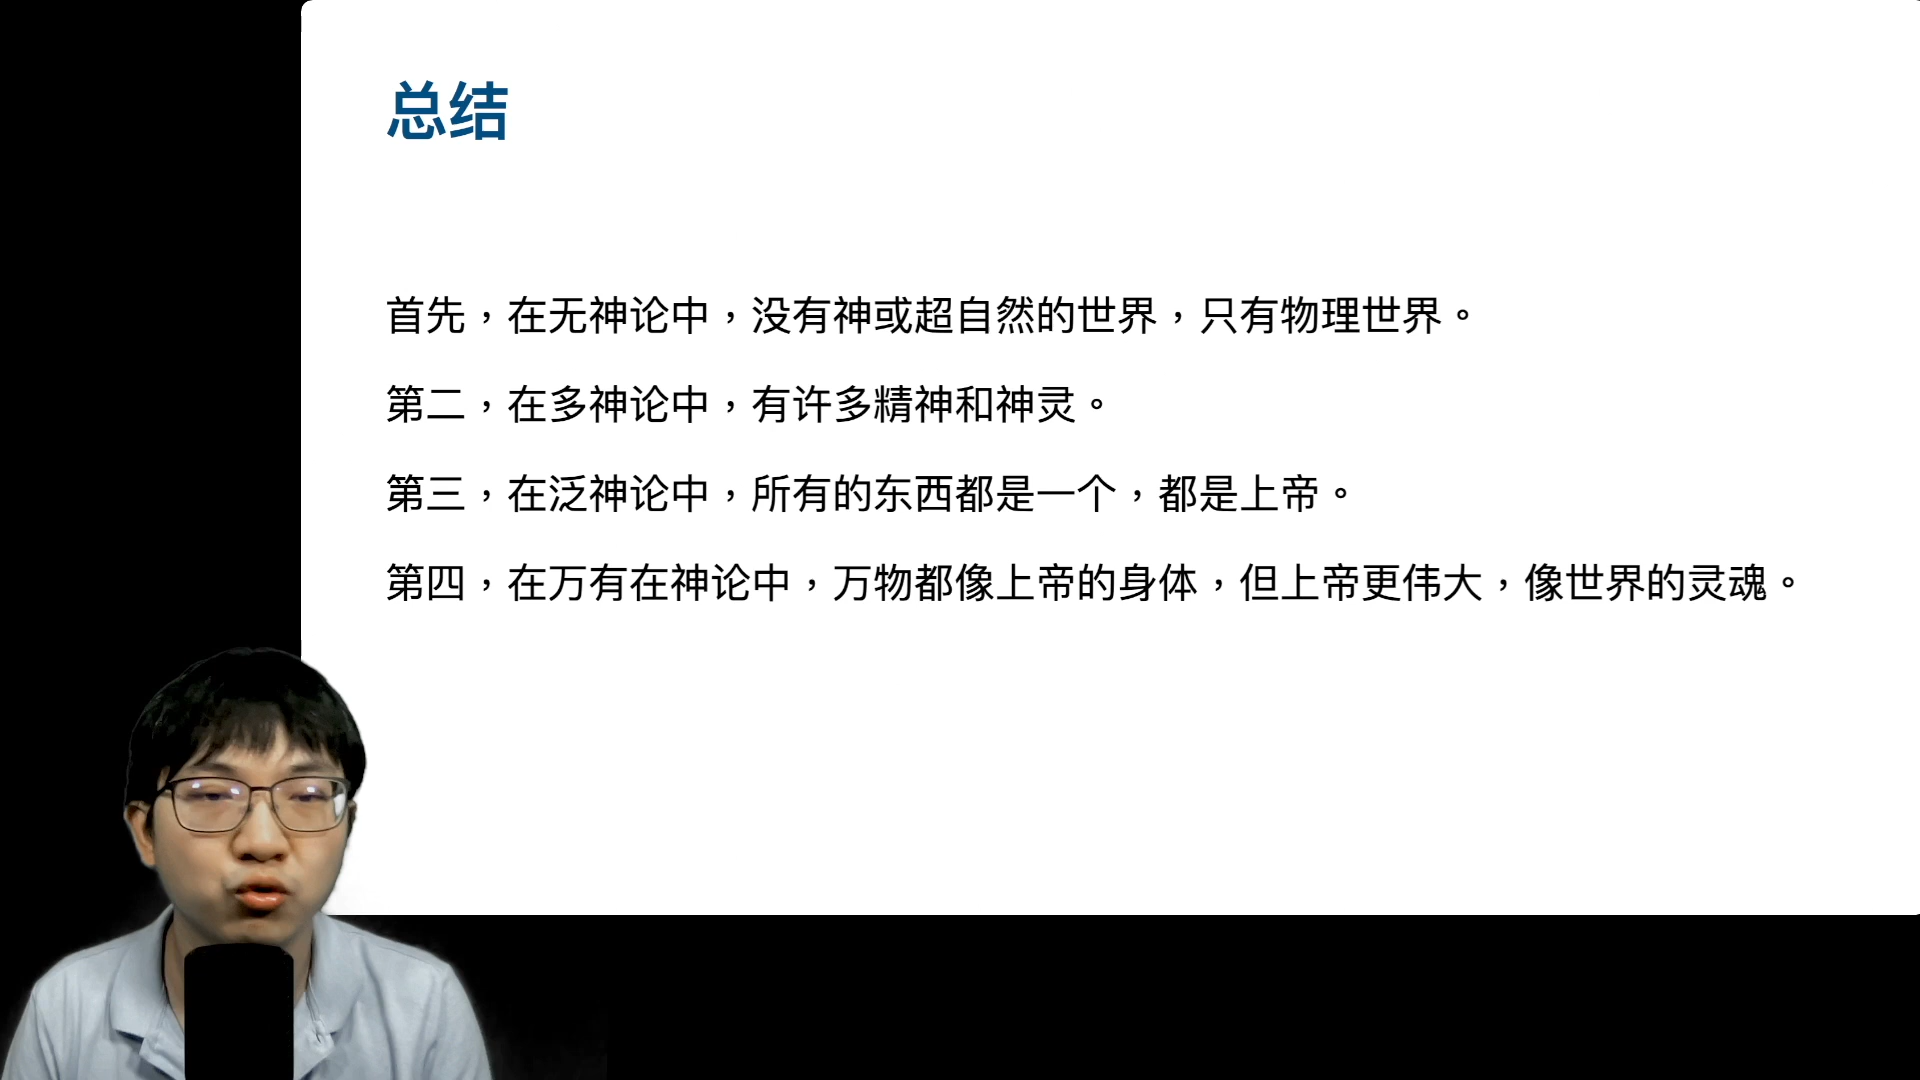 总结
首先，在无神论中，没有神或超自然的世界，只有物理世界。
第二，在多神论中，有许多精神和神灵。
第三，在泛神论中，所有的东西都是一个，都是上帝。
第四，在万有在神论中，万物都像上帝的身体，但上帝更伟大，像世界的灵魂。